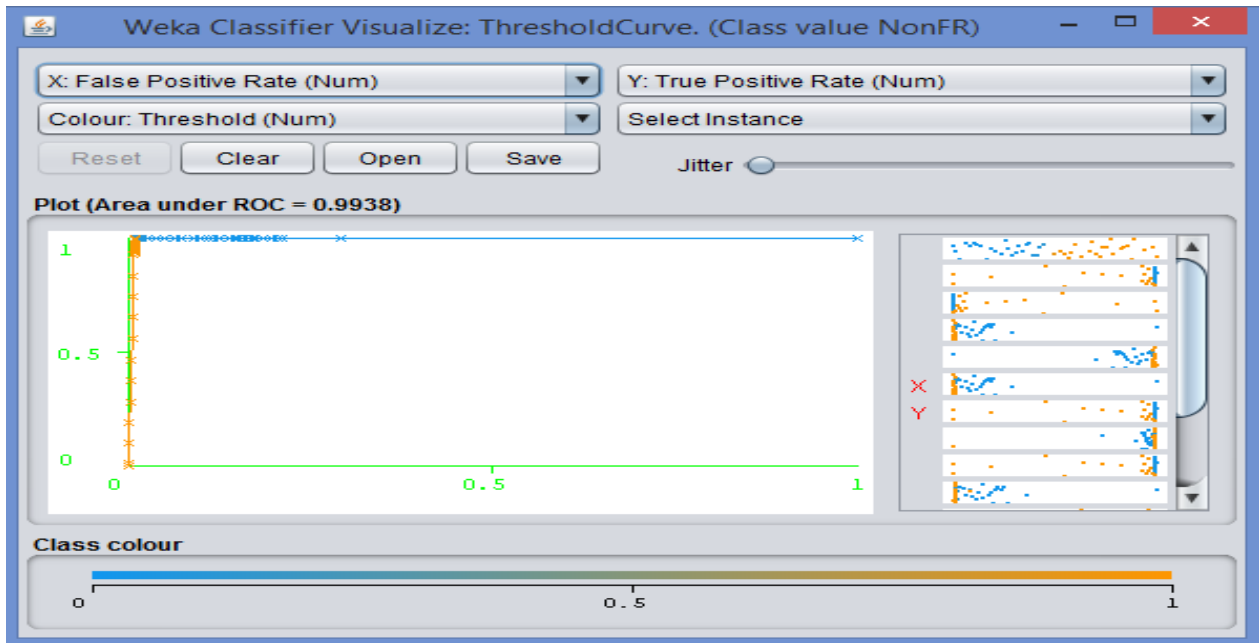 Weka Classifier Visualize: ThresholdCurve. (Class value NonFR)
X: False Positive Rate (Num) Y: True Positive Rate (Num)
Colour: Threshold (Num) Select Instance
Reset Clear Open Save Jitter
Plot (Area under ROC = 0.9938)
1
0.5
X
Y
0
0 0.5 1
Class colour
0 0.5 1